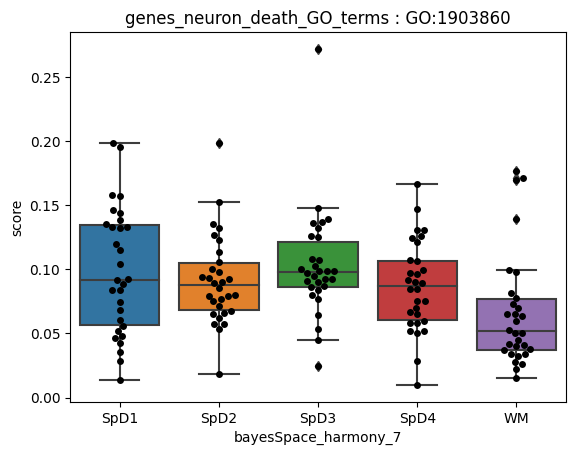 genes_neuron_death_GO_terms : GO:1903860
score
0.25
0.20
0.15
0.10
0.05
0.00
SpD1 SpD2 SpD3 SpD4 WM
bayesSpace_harmony_7